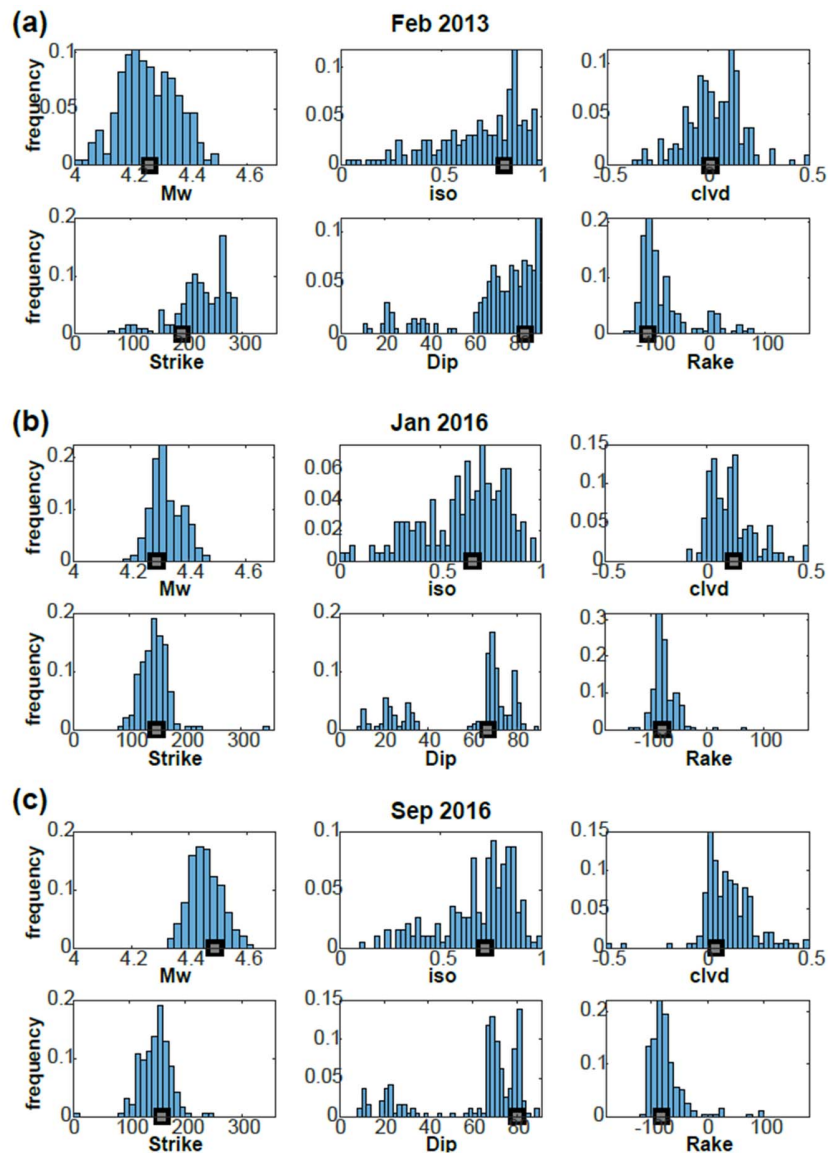 (a) Feb 2013
frequency 0.1 0.05 0 4 4.2 4.4 4.6 Mw
0.1 0.05 0 0 0.5 1 iso
0.1 0.05 0 -0.5 0 0.5 clvd
frequency 0.2 0.1 0 0 100 200 300 Strike
0.1 0.05 0 0 20 40 60 80 Dip
0.2 0.1 0 -100 0 100 Rake
(b) Jan 2016
frequency 0.2 0.1 0 4 4.2 4.4 4.6 Mw
0.06 0.04 0.02 0 0 0.5 1 iso
0.15 0.1 0.05 0 -0.5 0 0.5 clvd
frequency 0.2 0.1 0 0 100 200 300 Strike
0.2 0.1 0 0 20 40 60 80 Dip
0.3 0.2 0.1 0 -100 0 100 Rake
(c) Sep 2016
frequency 0.2 0.1 0 4 4.2 4.4 4.6 Mw
0.1 0.05 0 0 0.5 1 iso
0.15 0.1 0.05 0 -0.5 0 0.5 clvd
frequency 0.2 0.1 0 0 100 200 300 Strike
0.15 0.1 0.05 0 0 20 40 60 80 Dip
0.2 0.1 0 -100 0 100 Rake